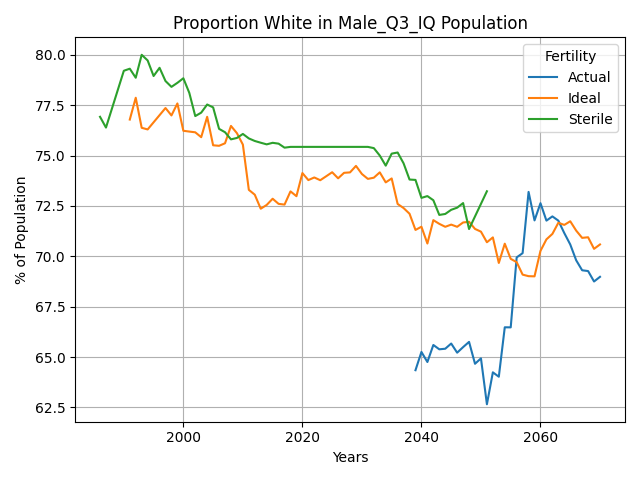 Proportion White in Male_Q3_IQ Population
Fertility
Actual
Ideal
Sterile
% of Population
80.0
77.5
75.0
72.5
70.0
67.5
65.0
62.5
2000
2020
2040
2060
Years